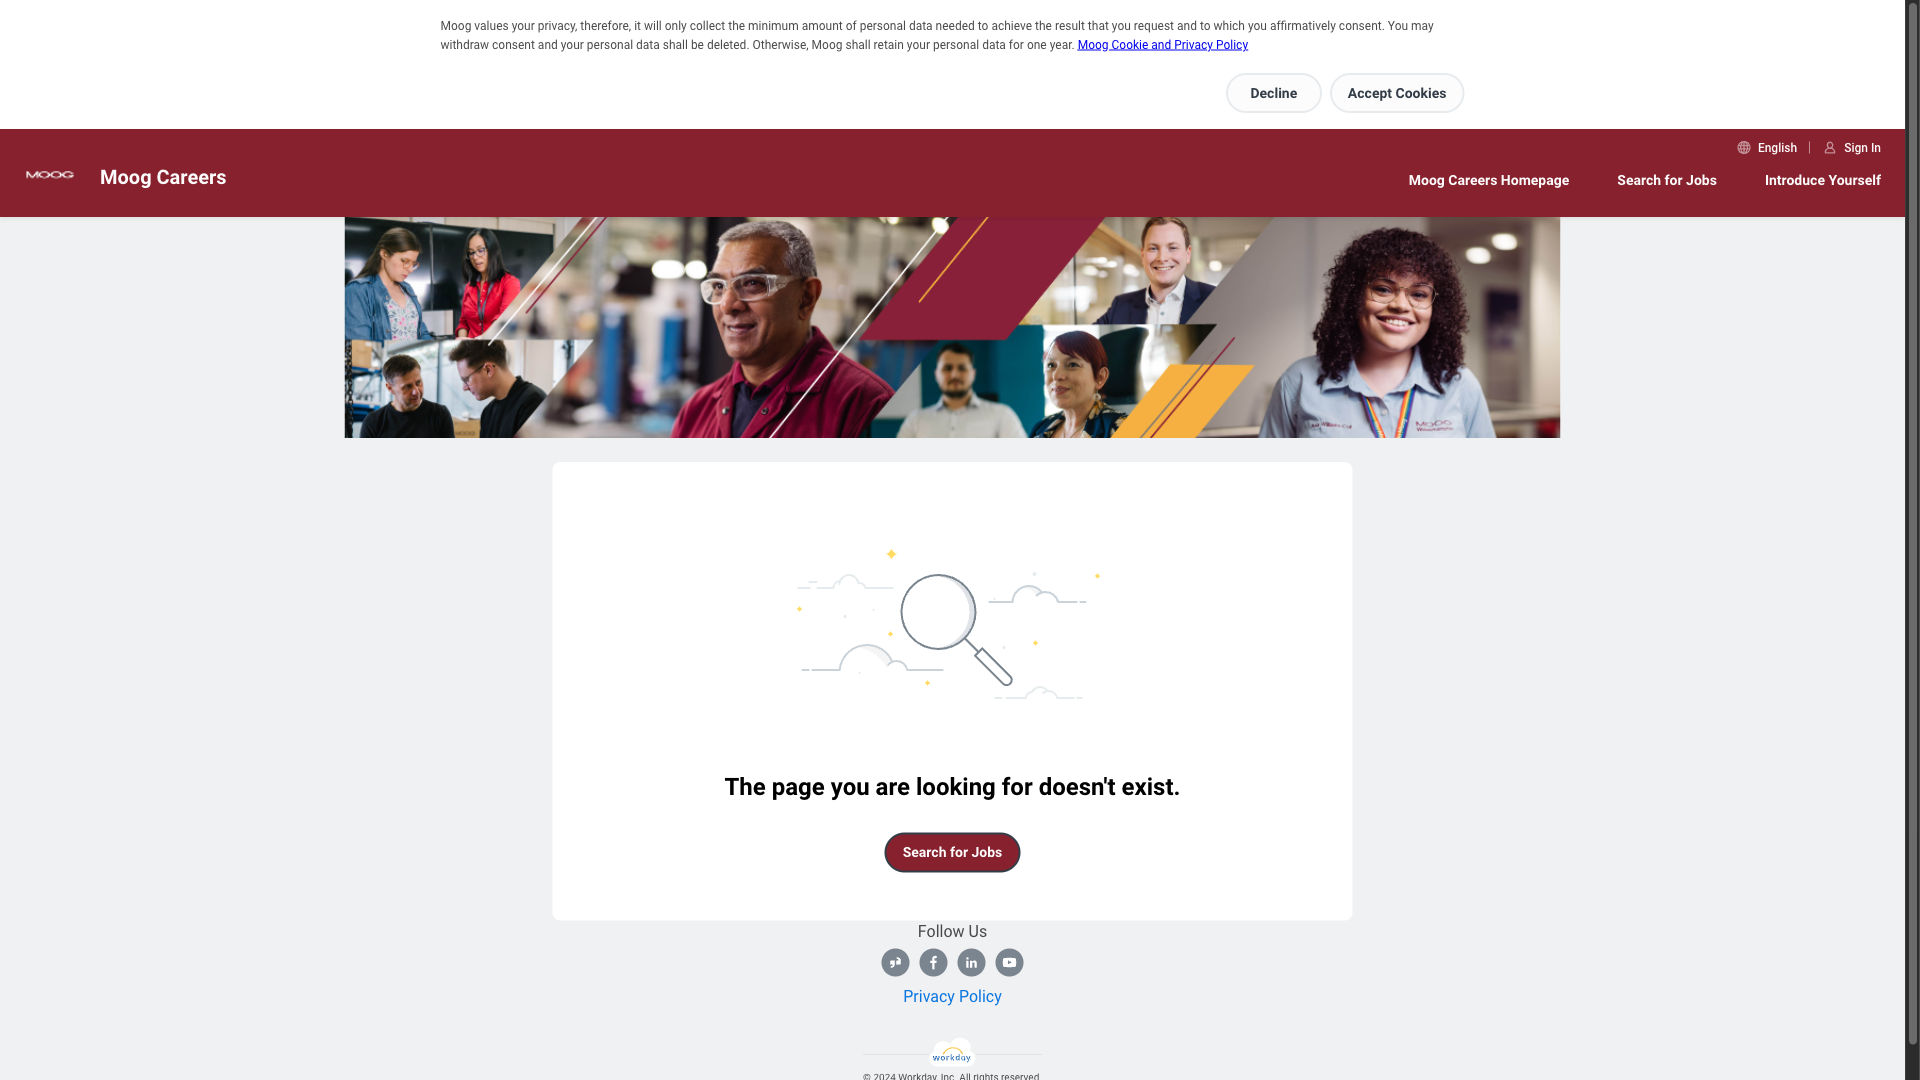 Moog values your privacy, therefore, it will only collect the minimum amount of personal data needed to achieve the result that you request and to which you affirmatively consent. You may
withdraw consent and your personal data shall be deleted. Otherwise, Moog shall retain your personal data for one year. Moog Cookie and Privacy Policy
Decline
Accept Cookies
English
Sign In
MOOG
Moog Careers
Moog Careers Homepage
Search for Jobs
Introduce Yourself
MOOG
The page you are looking for doesn't exist.
Search for Jobs
Follow Us
Privacy Policy
workday
© 2024 Workday, Inc. All rights reserved.